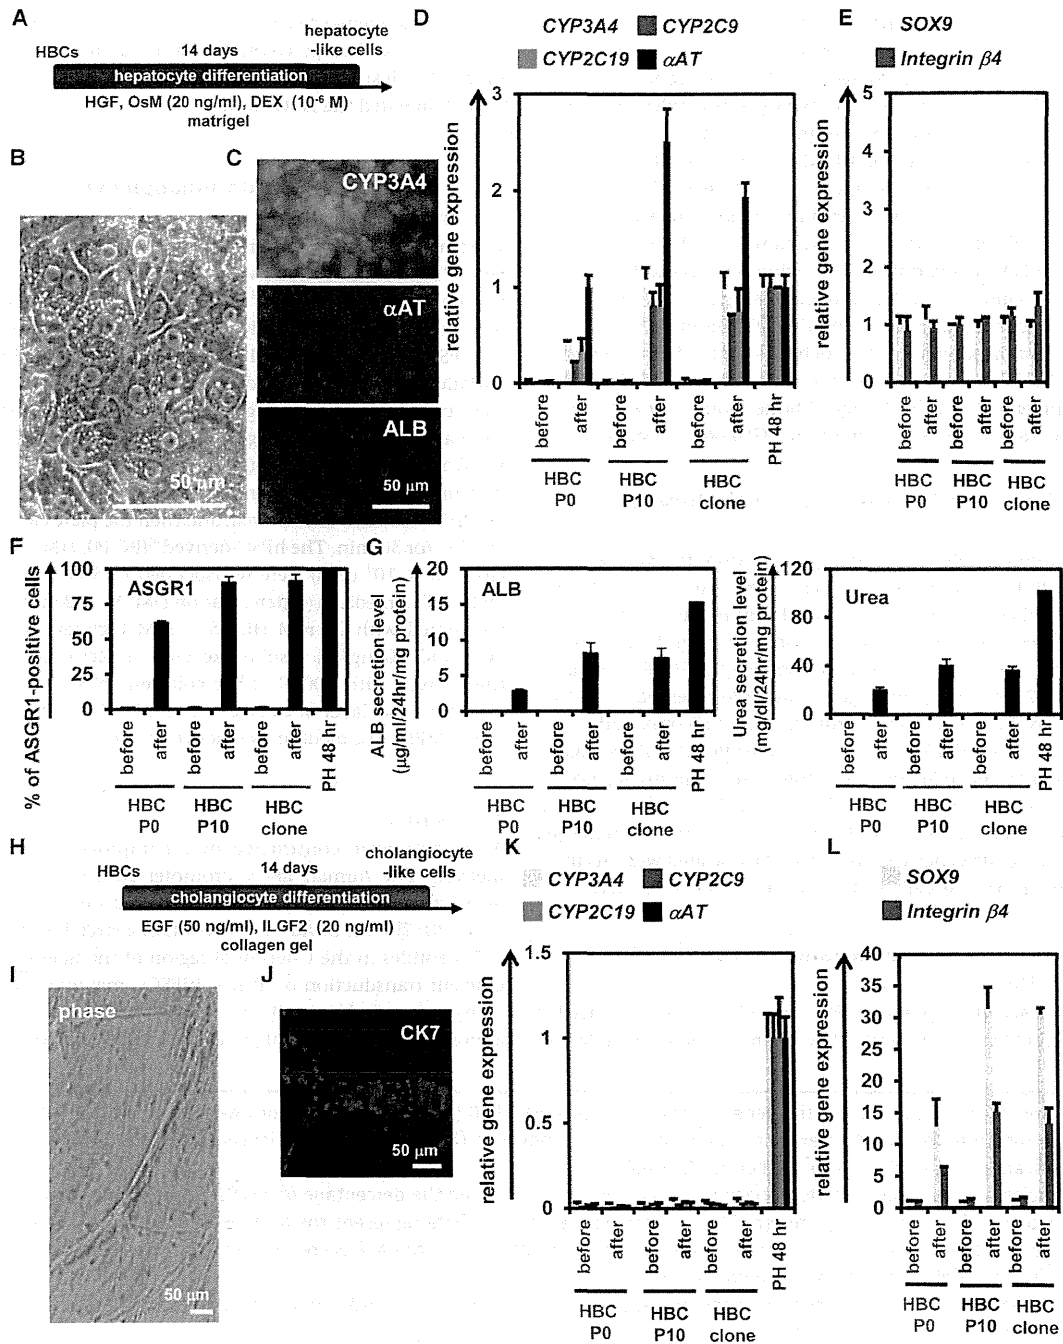 A
HBCs 14 days hepatocyte
-like cells
hepatocyte differentiation
HGF, OsM (20 ng/ml), DEX (10⁻⁶ M)
matrigel
B
50 μm
C
CYP3A4
αAT
ALB
50 μm
D
CYP3A4 CYP2C9
CYP2C19 αAT
relative gene expression
3
2
1
0
before
after
before
after
before
after
PH 48 hr
HBC
P0
HBC
P10
HBC
clone
E
SOX9
Integrin β4
relative gene expression
5
4
3
2
1
0
before
after
before
after
before
after
HBC
P0
HBC
P10
HBC
clone
F
% of ASGR1-positive cells
ASGR1
100
75
50
25
0
before
after
before
after
before
after
PH 48 hr
HBC
P0
HBC
P10
HBC
clone
G
ALB secretion level
(μg/ml/24hr/mg protein)
ALB
20
15
10
5
0
before
after
before
after
before
after
PH 48 hr
HBC
P0
HBC
P10
HBC
clone
Urea secretion level
(mg/dl/24hr/mg protein)
Urea
120
80
40
0
before
after
before
after
before
after
PH 48 hr
HBC
P0
HBC
P10
HBC
clone
H
HBCs 14 days cholangiocyte
-like cells
cholangiocyte differentiation
EGF (50 ng/ml), ILGF2 (20 ng/ml)
collagen gel
I
phase
50 μm
J
CK7
50 μm
K
CYP3A4 CYP2C9
CYP2C19 αAT
relative gene expression
1.5
1
0.5
0
before
after
before
after
before
after
PH 48 hr
HBC
P0
HBC
P10
HBC
clone
L
SOX9
Integrin β4
relative gene expression
40
35
30
25
20
15
10
5
0
before
after
before
after
before
after
HBC
P0
HBC
P10
HBC
clone